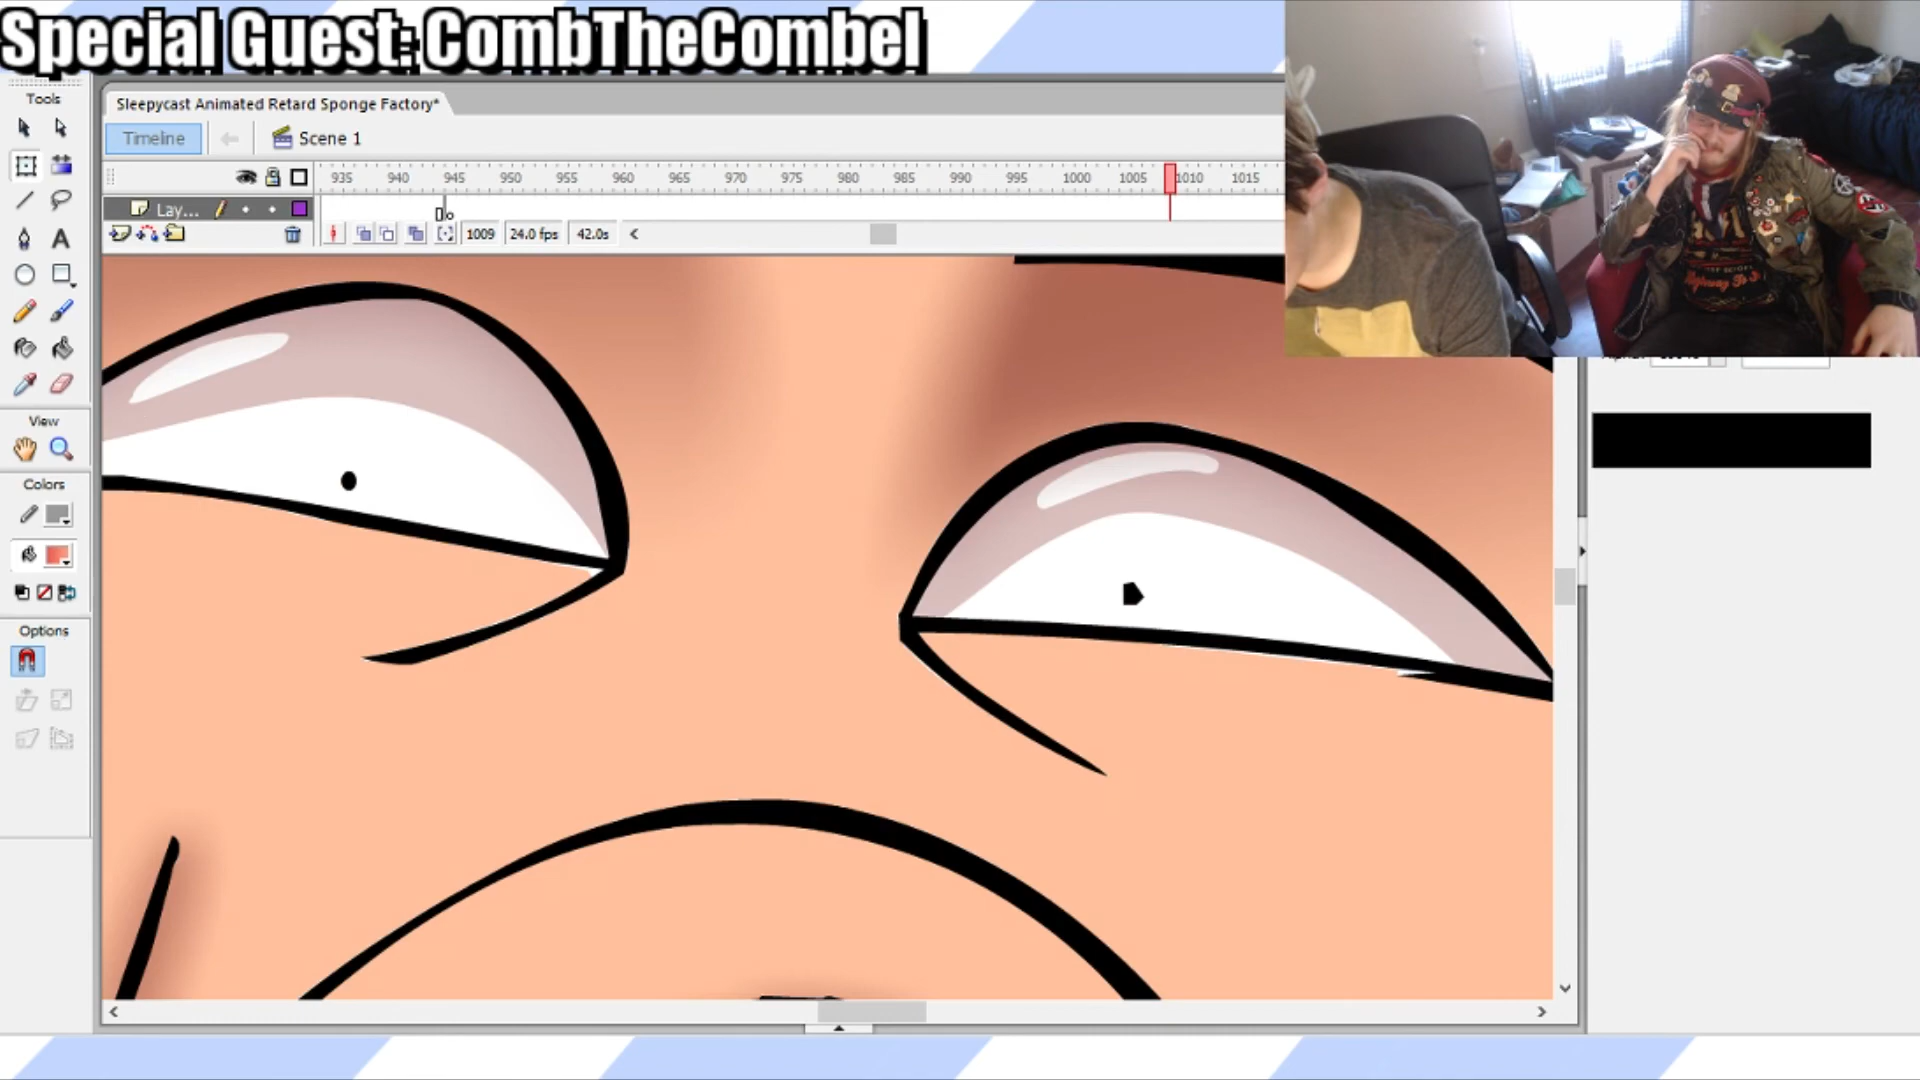 Special Guest: CombTheCombel
Tools
Sleepycast Animated Retard Sponge Factory*
Timeline
Scene 1
935 940 945 950 955 960 965 970 975 980 985 990 995 1000 1005 1010 1015
Lay...
1009 24.0 fps 42.0s
View
Colors
Options